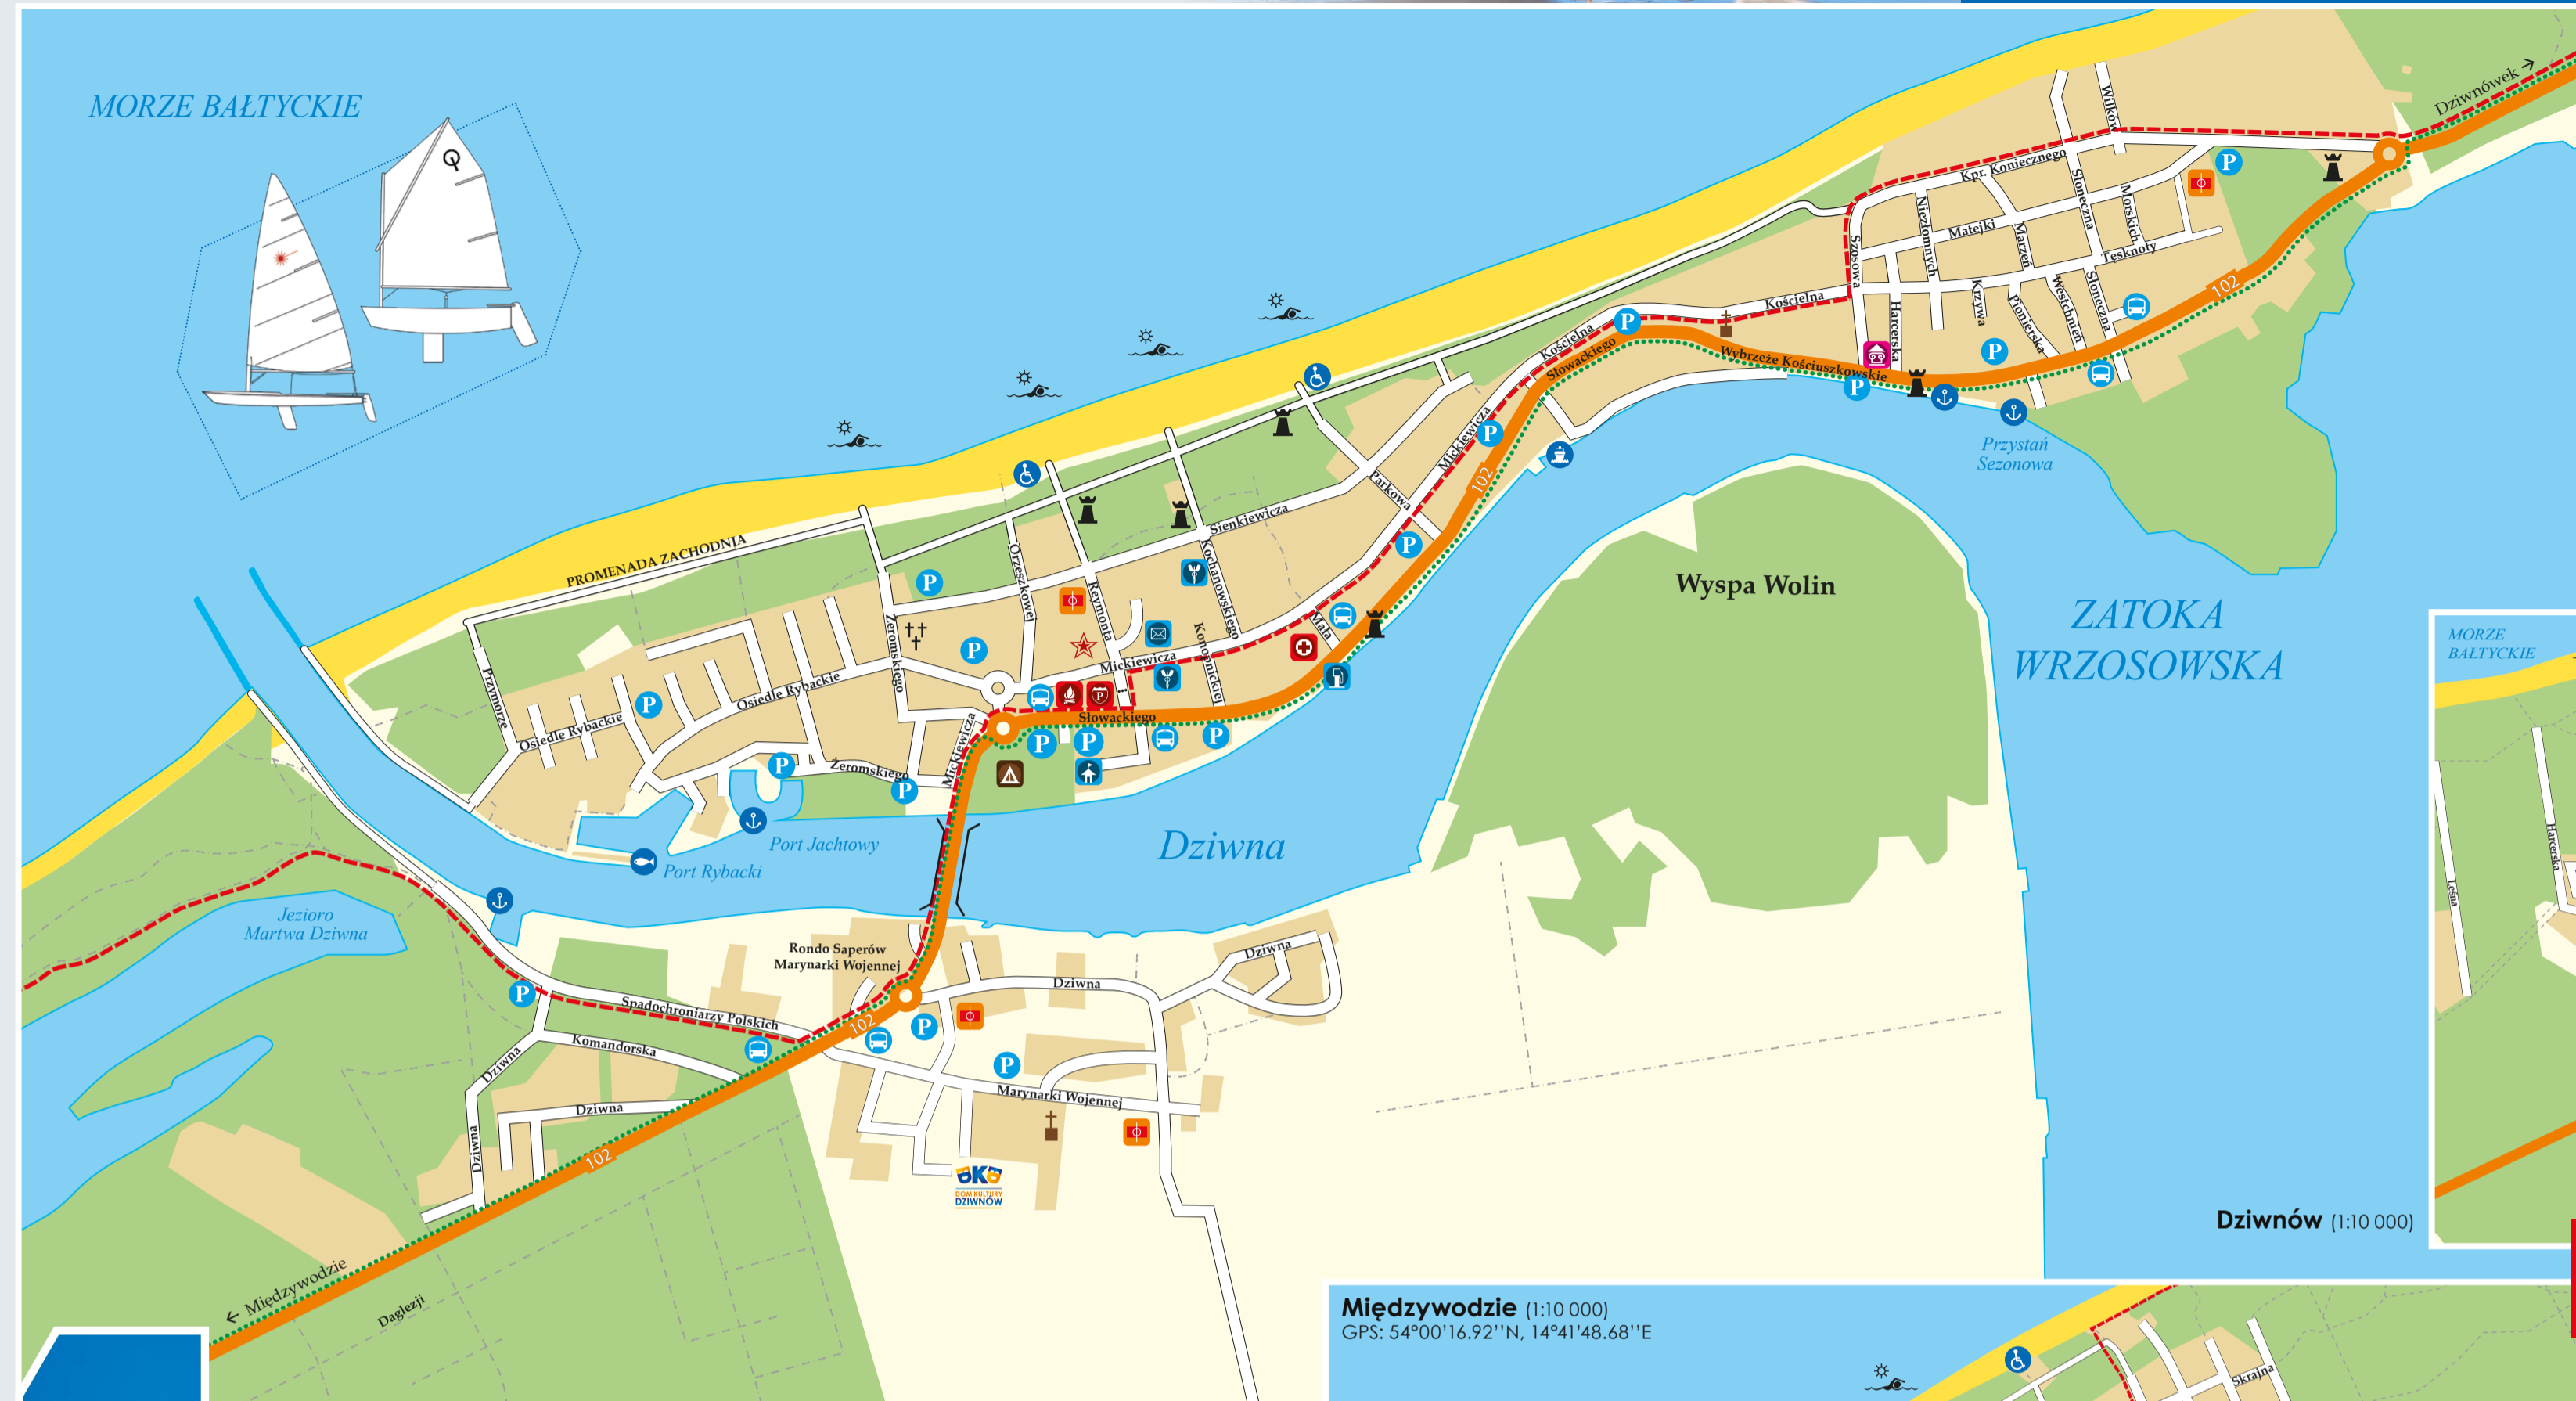 MORZE BAŁTYCKIE
Dziwnówek →
Wilków
Kpr. Koniecznego
Słoneczna
Morskich
Niezłomnych
Matejki
Marzeń
Tęsknoty
Szosowa
Kościelna
Harcerska
Krzywa
Pionierska
Westchnień
Słoneczna
102
Kościelna
Słowackiego
Wybrzeże Kościuszkowskie
P
P
P
P
P
Przystań
Sezonowa
Mickiewicza
102
Parkowa
Sienkiewicza
P
PROMENADA ZACHODNIA
Orzeszkowej
Reymonta
Kochanowskiego
Konopnickiej
Mała
P
P
Żeromskiego
Mickiewicza
Przymorze
Osiedle Rybackie
Osiedle Rybackie
P
P
Słowackiego
P
P
P
Mickiewicza
Żeromskiego
P
P
Port Jachtowy
Port Rybacki
Dziwna
Wyspa Wolin
ZATOKA
WRZOSOWSKA
MORZE
BAŁTYCKIE
Harcerska
Leśna
Jezioro
Martwa Dziwna
Rondo Saperów
Marynarki Wojennej
Dziwna
Dziwna
P
Spadochroniarzy Polskich
102
P
P
Komandorska
Dziwna
Dziwna
Dziwna
Marynarki Wojennej
102
DKD
DOM KULTURY
DZIWNÓW
← Międzywodzie
Daglezji
Dziwnów (1:10 000)
Międzywodzie (1:10 000)
GPS: 54°00'16.92''N, 14°41'48.68''E
Skrajna